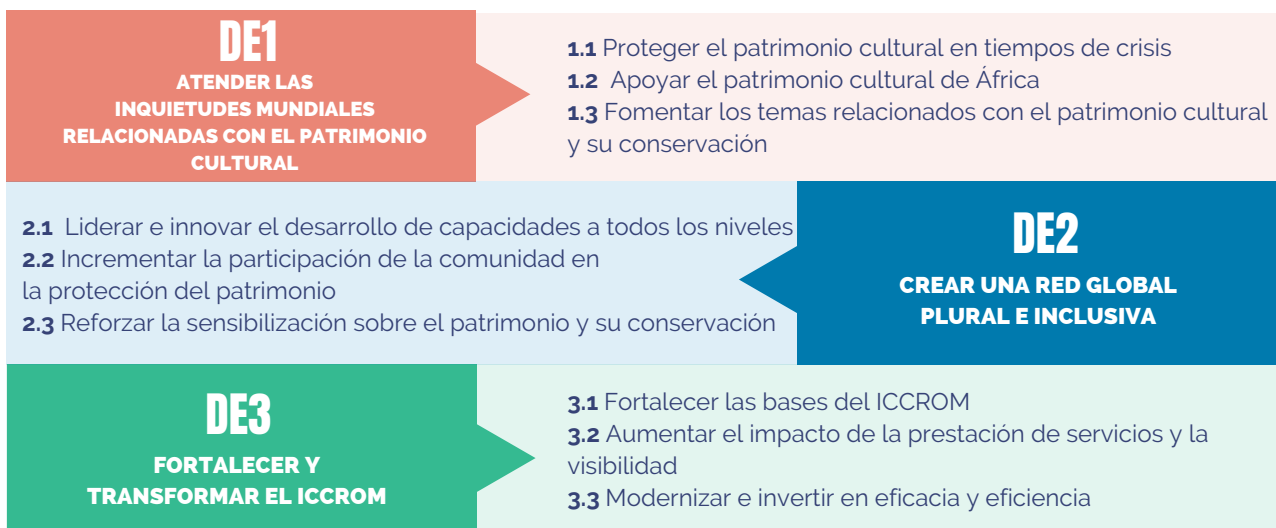 DE1
ATENDER LAS
INQUIETUDES MUNDIALES
RELACIONADAS CON EL PATRIMONIO
CULTURAL
1.1 Proteger el patrimonio cultural en tiempos de crisis
1.2 Apoyar el patrimonio cultural de África
1.3 Fomentar los temas relacionados con el patrimonio cultural
y su conservación
2.1 Liderar e innovar el desarrollo de capacidades a todos los niveles
2.2 Incrementar la participación de la comunidad en
la protección del patrimonio
2.3 Reforzar la sensibilización sobre el patrimonio y su conservación
DE2
CREAR UNA RED GLOBAL
PLURAL E INCLUSIVA
DE3
FORTALECER Y
TRANSFORMAR EL ICCROM
3.1 Fortalecer las bases del ICCROM
3.2 Aumentar el impacto de la prestación de servicios y la
visibilidad
3.3 Modernizar e invertir en eficacia y eficiencia